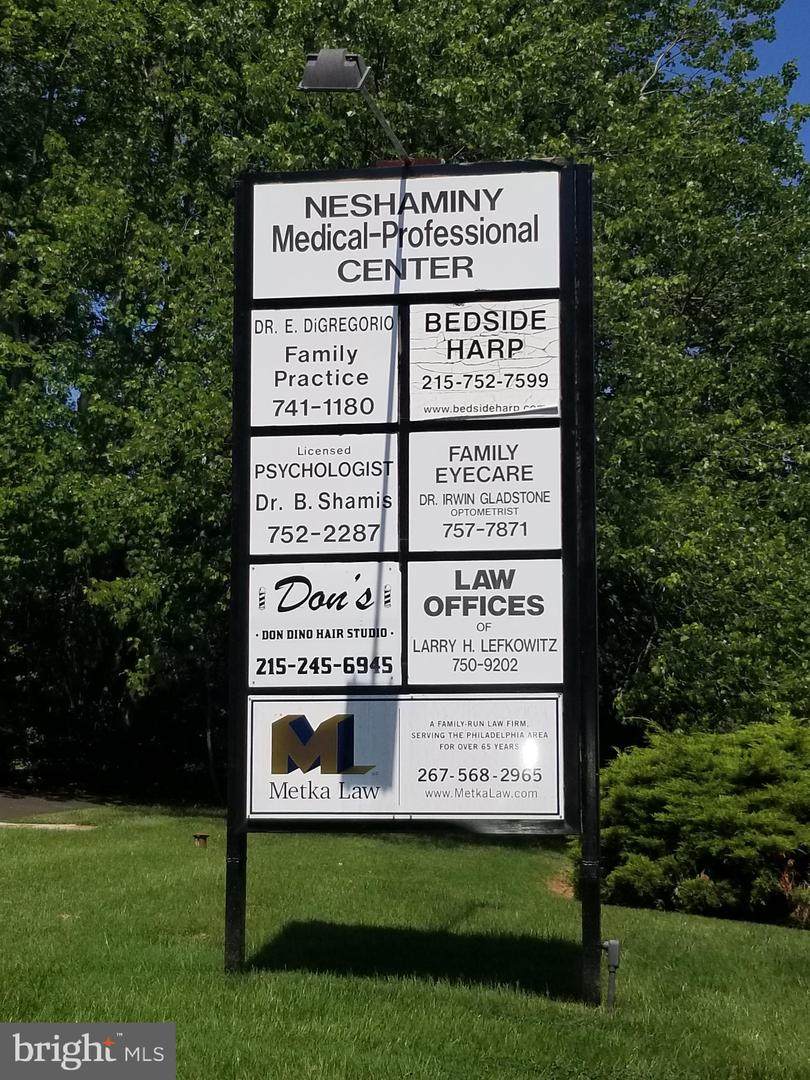 NESHAMINY
Medical-Professional
CENTER
DR. E. DiGREGORIO
Family
Practice
741-1180
BEDSIDE
HARP
215-752-7599
www.bedsideharp.com
Licensed
PSYCHOLOGIST
Dr. B. Shamis
752-2287
FAMILY
EYECARE
DR. IRWIN GLADSTONE
OPTOMETRIST
757-7871
Don's
· DON DINO HAIR STUDIO ·
215-245-6945
LAW
OFFICES
OF
LARRY H. LEFKOWITZ
750-9202
ML
Metka Law
A FAMILY-RUN LAW FIRM,
SERVING THE PHILADELPHIA AREA
FOR OVER 65 YEARS
267-568-2965
www.MetkaLaw.com
bright™ MLS